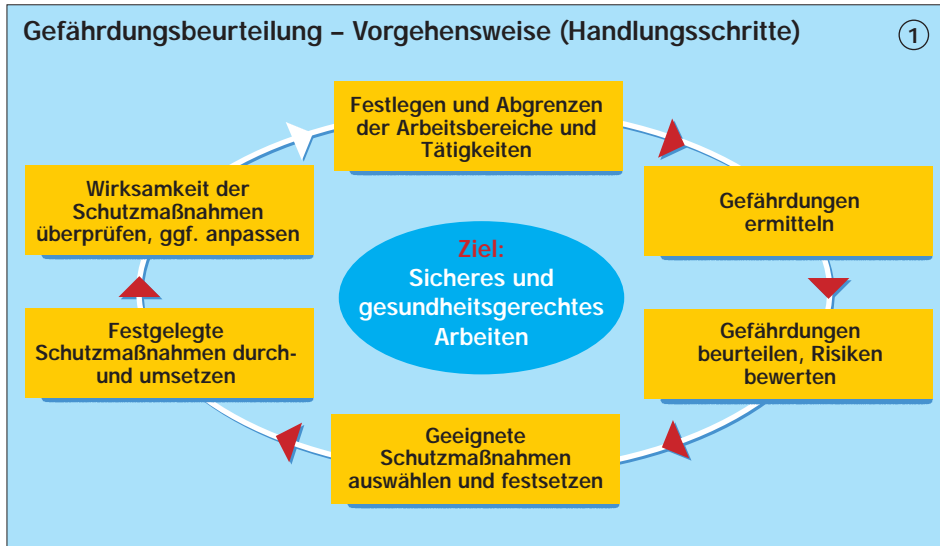 Gefährdungsbeurteilung – Vorgehensweise (Handlungsschritte)
1
Festlegen und Abgrenzen
der Arbeitsbereiche und
Tätigkeiten
Gefährdungen
ermitteln
Gefährdungen
beurteilen, Risiken
bewerten
Geeignete
Schutzmaßnahmen
auswählen und festsetzen
Festgelegte
Schutzmaßnahmen durch-
und umsetzen
Wirksamkeit der
Schutzmaßnahmen
überprüfen, ggf. anpassen
Ziel:
Sicheres und
gesundheitsgerechtes
Arbeiten